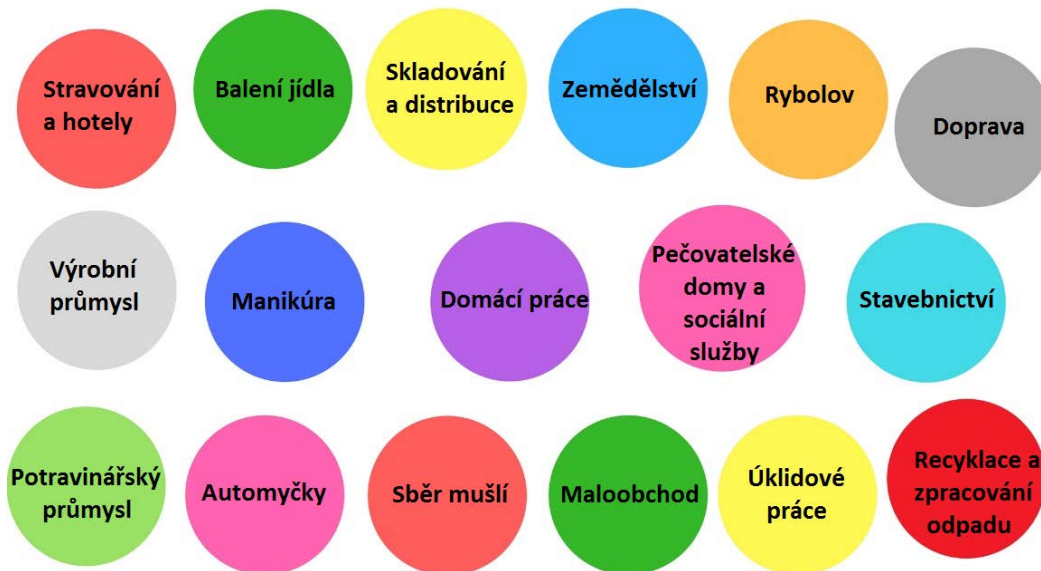 Stravování
a hotely
Balení jídla
Skladování
a distribuce
Zemědělství
Rybolov
Doprava
Výrobní
průmysl
Manikúra
Domácí práce
Pečovatelské
domy a
sociální
služby
Stavebnictví
Potravinářský
průmysl
Automyčky
Sběr mušlí
Maloobchod
Úklidové
práce
Recyklace a
zpracování
odpadu